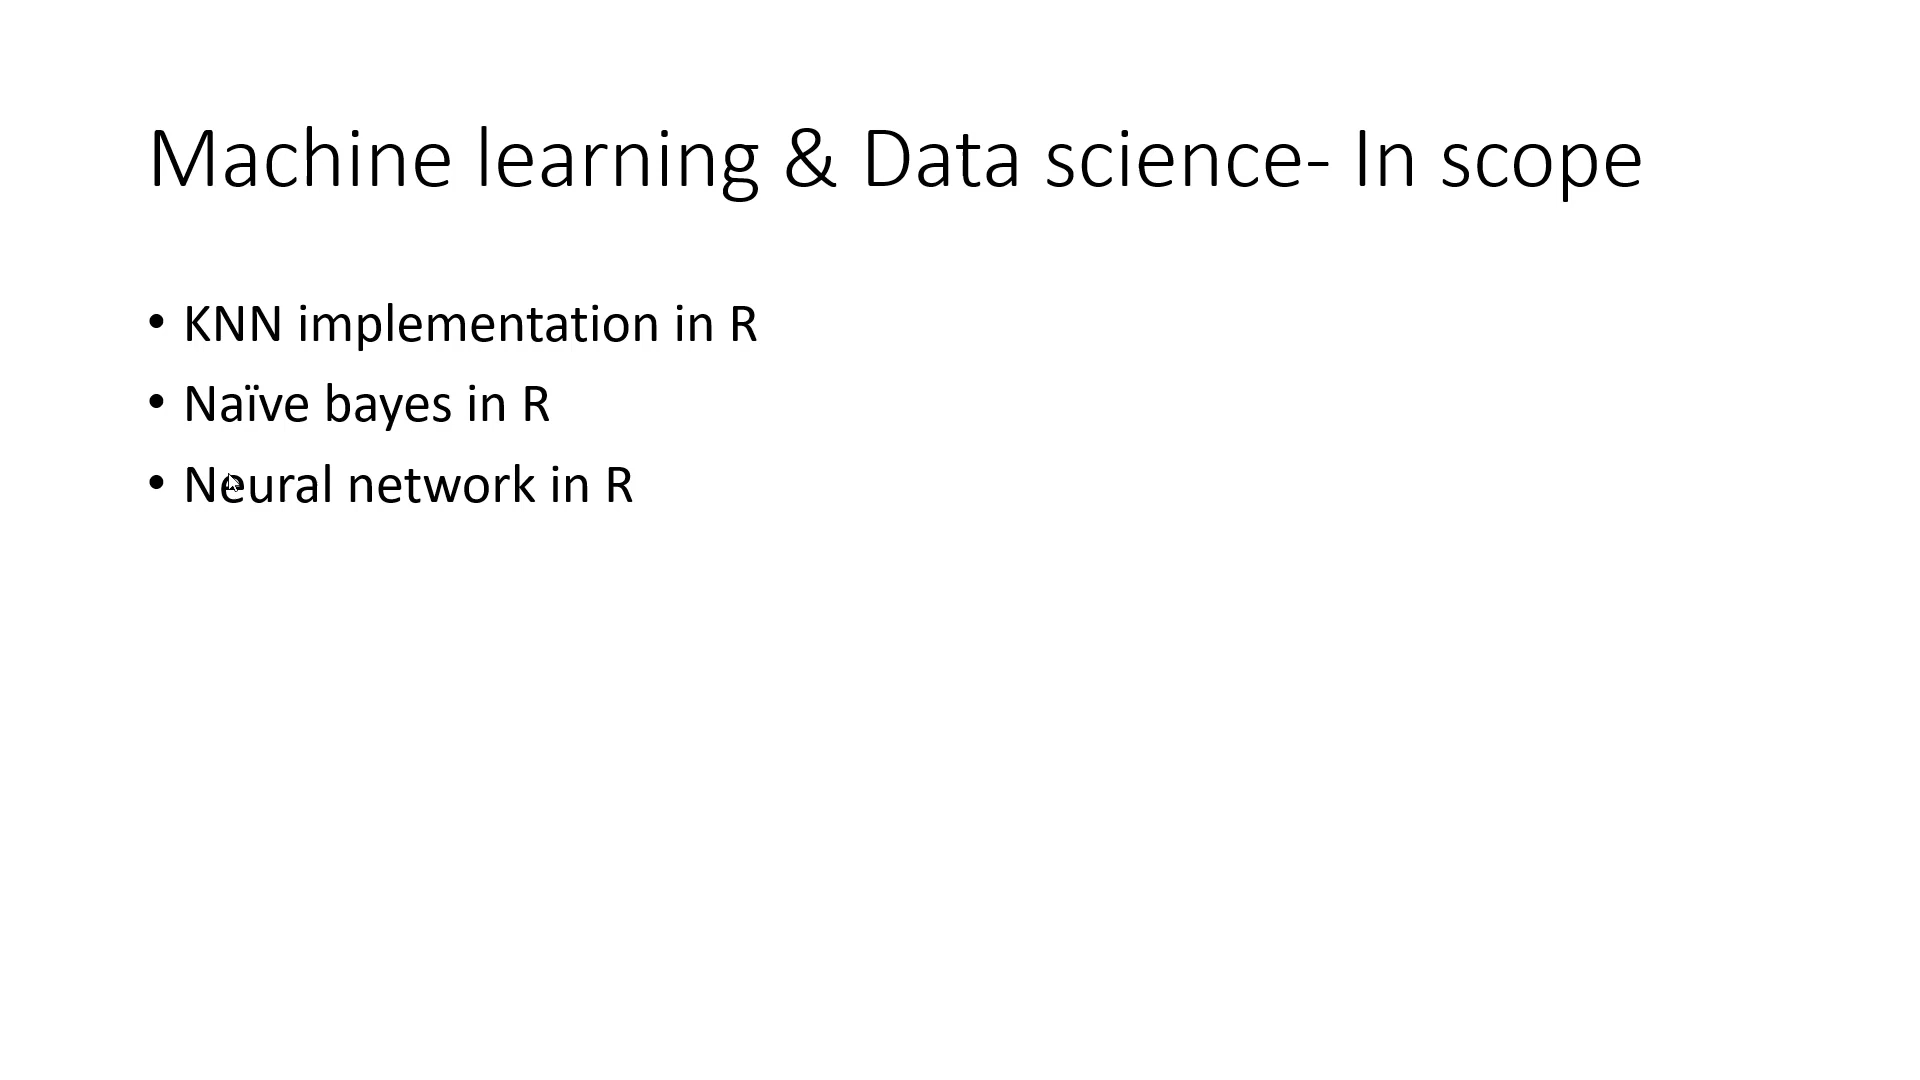 Machine learning & Data science- In scope
• KNN implementation in R
• Naïve bayes in R
• Neural network in R